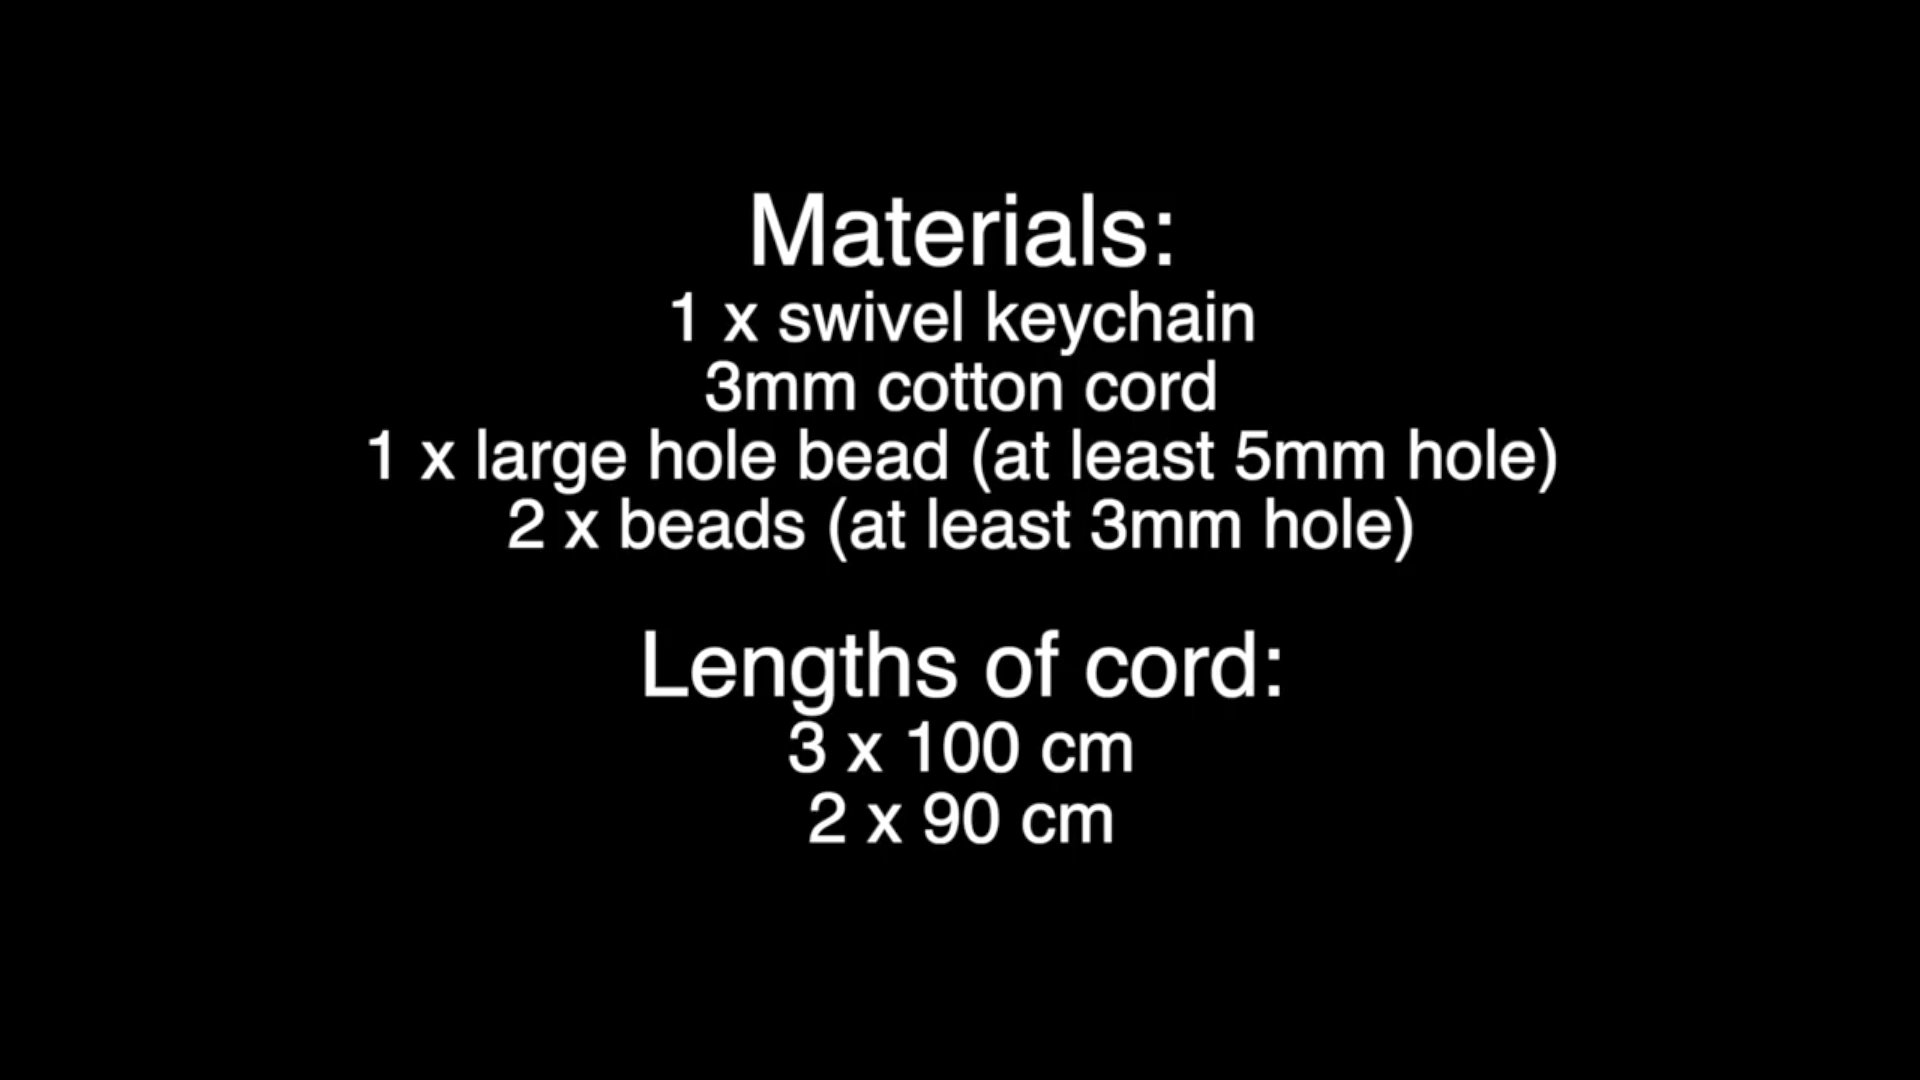 Materials:
1 x swivel keychain
3mm cotton cord
1 x large hole bead (at least 5mm hole)
2 x beads (at least 3mm hole)
Lengths of cord:
3 x 100 cm
2 x 90 cm